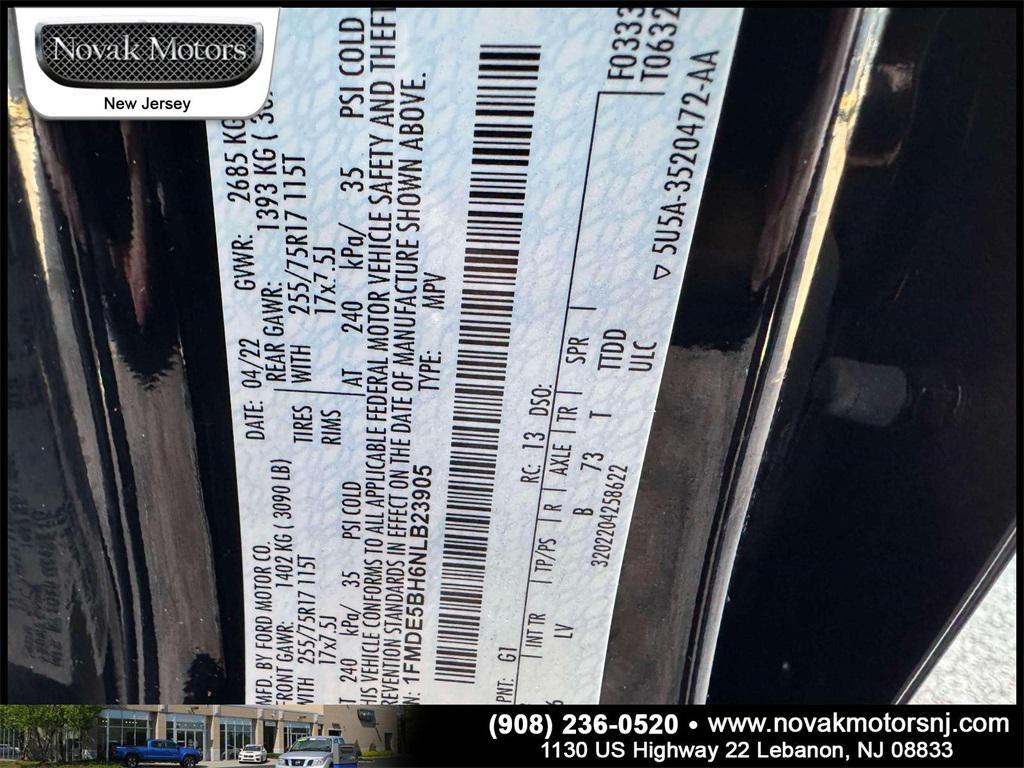 Novak Motors
New Jersey
MFD. BY FORD MOTOR CO.
DATE: 04/22 GVWR: 2685 KG
FRONT GAWR: 1402 KG ( 3090 LB)
REAR GAWR: 1393 KG (
WITH 255/75R17 115T TIRES WITH 255/75R17 115T
17x7.5J RIMS 17x7.5J
AT 240 kPa/ 35 PSI COLD AT 240 kPa/ 35 PSI COLD
THIS VEHICLE CONFORMS TO ALL APPLICABLE FEDERAL MOTOR VEHICLE SAFETY AND THEFT
PREVENTION STANDARDS IN EFFECT ON THE DATE OF MANUFACTURE SHOWN ABOVE.
1FMDE5BH6NLB23905 TYPE: MPV
PNT: G1 RC: 13 DSO: F0333
T0632
INT TR TP/PS R AXLE TR SPR
LV B 73 T TTDD
ULC
3202204258622
▽ 5U5A-3520472-AA
(908) 236-0520 • www.novakmotorsnj.com
1130 US Highway 22 Lebanon, NJ 08833